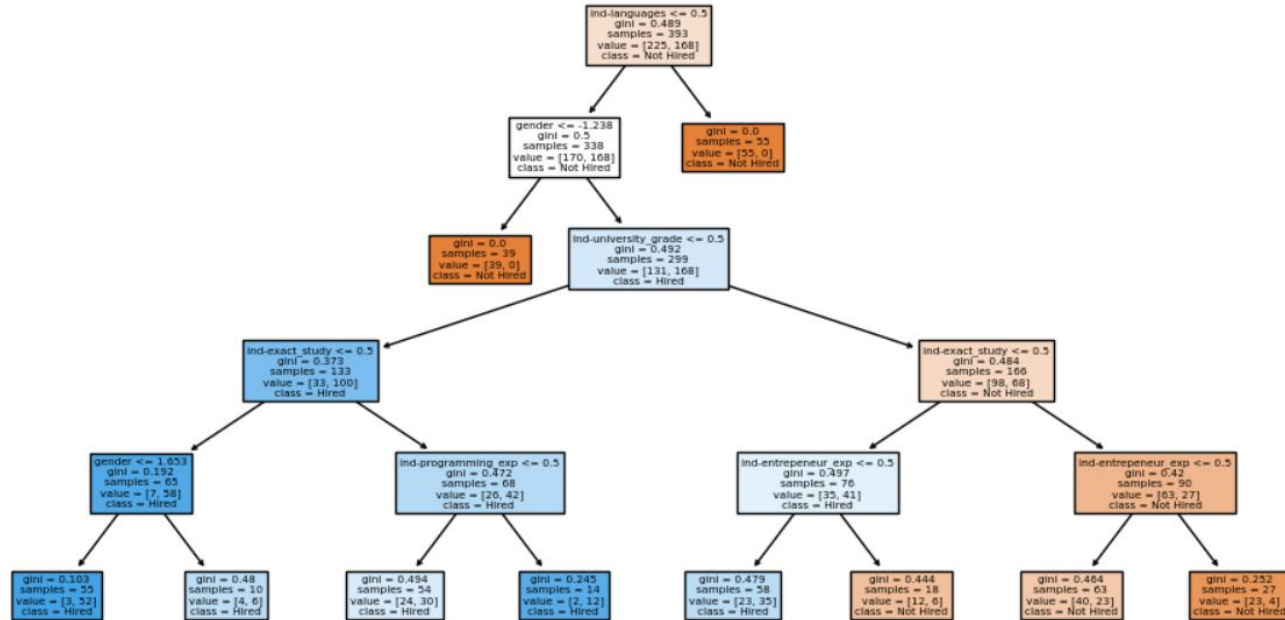 ind-languages <= 0.5
gini = 0.489
samples = 393
value = [225, 168]
class = Not Hired
gender <= -1.238
gini = 0.5
samples = 338
value = [170, 168]
class = Not Hired
gini = 0.0
samples = 55
value = [55, 0]
class = Not Hired
gini = 0.0
samples = 39
value = [39, 0]
class = Not Hired
ind-university_grade <= 0.5
gini = 0.492
samples = 299
value = [131, 168]
class = Hired
ind-exact_study <= 0.5
gini = 0.373
samples = 133
value = [33, 100]
class = Hired
ind-exact_study <= 0.5
gini = 0.484
samples = 166
value = [98, 68]
class = Not Hired
gender <= 1.653
gini = 0.192
samples = 65
value = [7, 58]
class = Hired
ind-programming_exp <= 0.5
gini = 0.472
samples = 68
value = [26, 42]
class = Hired
ind-entrepeneur_exp <= 0.5
gini = 0.497
samples = 76
value = [35, 41]
class = Hired
ind-entrepeneur_exp <= 0.5
gini = 0.42
samples = 90
value = [63, 27]
class = Not Hired
gini = 0.103
samples = 55
value = [3, 52]
class = Hired
gini = 0.48
samples = 10
value = [4, 6]
class = Hired
gini = 0.494
samples = 54
value = [24, 30]
class = Hired
gini = 0.245
samples = 14
value = [2, 12]
class = Hired
gini = 0.479
samples = 58
value = [23, 35]
class = Hired
gini = 0.444
samples = 18
value = [12, 6]
class = Not Hired
gini = 0.464
samples = 63
value = [40, 23]
class = Not Hired
gini = 0.252
samples = 27
value = [23, 4]
class = Not Hired